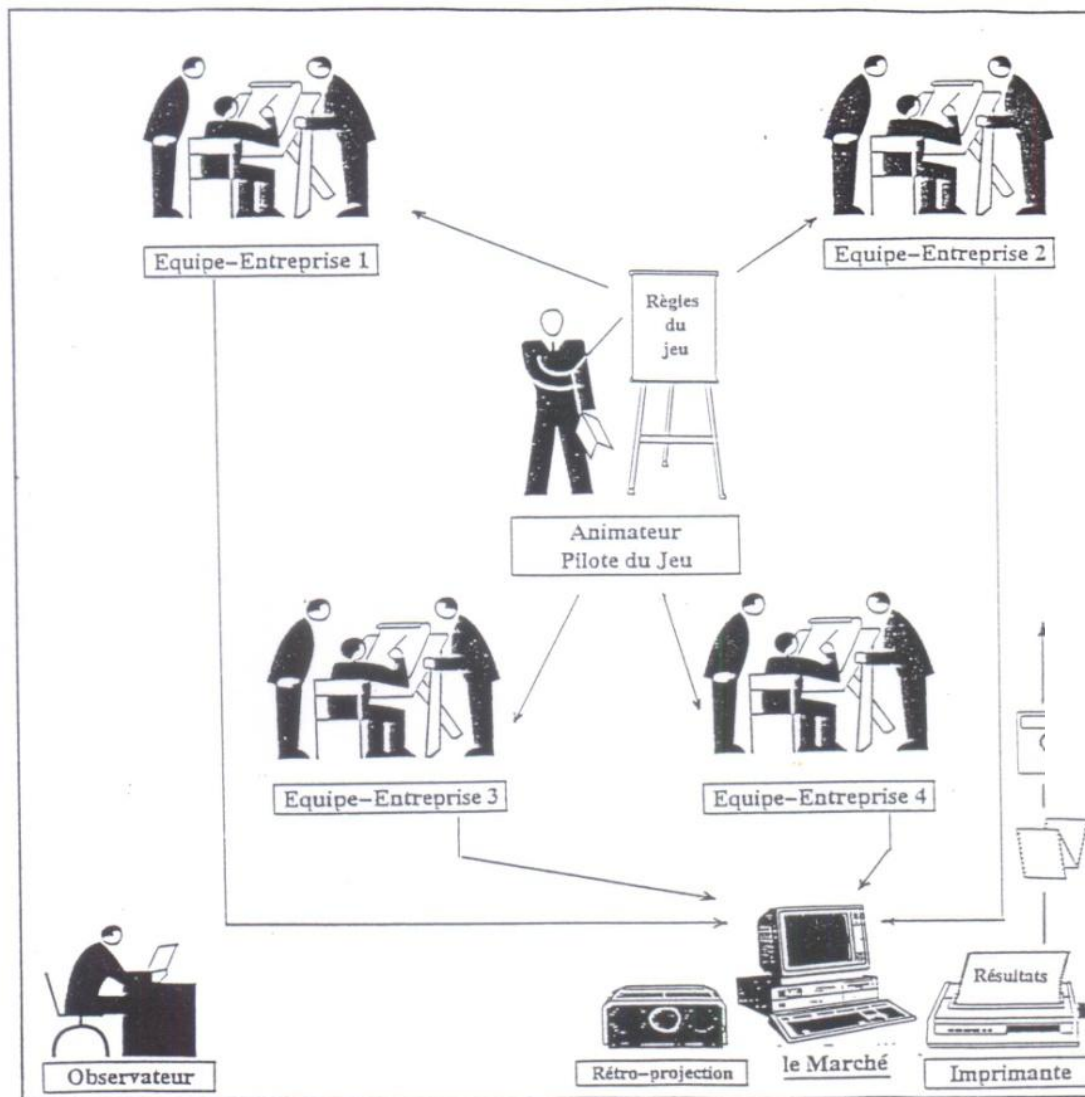 Equipe-Entreprise 1
Equipe-Entreprise 2
Règles
du
jeu
Animateur
Pilote du Jeu
Equipe-Entreprise 3
Equipe-Entreprise 4
Résultats
Observateur
Rétro-projection
le Marché
Imprimante